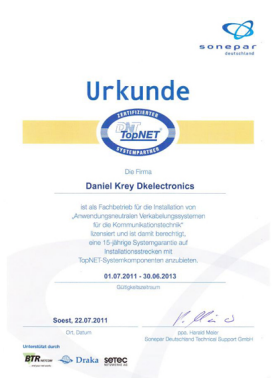 sonepar
deutschland
Urkunde
ZERTIFIZIERTER
TopNET
SYSTEMPARTNER
Die Firma
Daniel Krey Dkelectronics
ist als Fachbetrieb für die Installation von
„Anwendungsneutralen Verkabelungssystemen
für die Kommunikationstechnik“
lizensiert und ist damit berechtigt,
eine 15-jährige Systemgarantie auf
Installationsstrecken mit
TopNET-Systemkomponenten anzubieten.
01.07.2011 - 30.06.2013
Gültigkeitszeitraum
Soest, 22.07.2011
Ort, Datum
ppa. Harald Maier
Sonepar Deutschland Technical Support GmbH
Unterstützt durch
BTR NETCOM
Draka
setec